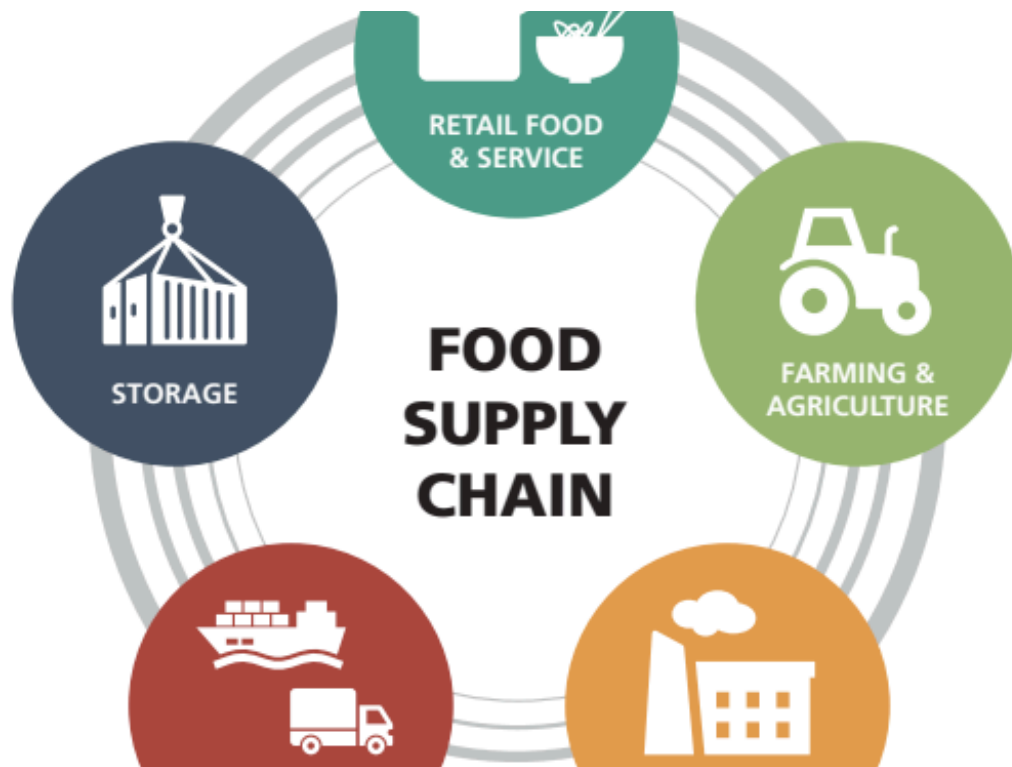 RETAIL FOOD
& SERVICE
STORAGE
FARMING &
AGRICULTURE
FOOD
SUPPLY
CHAIN